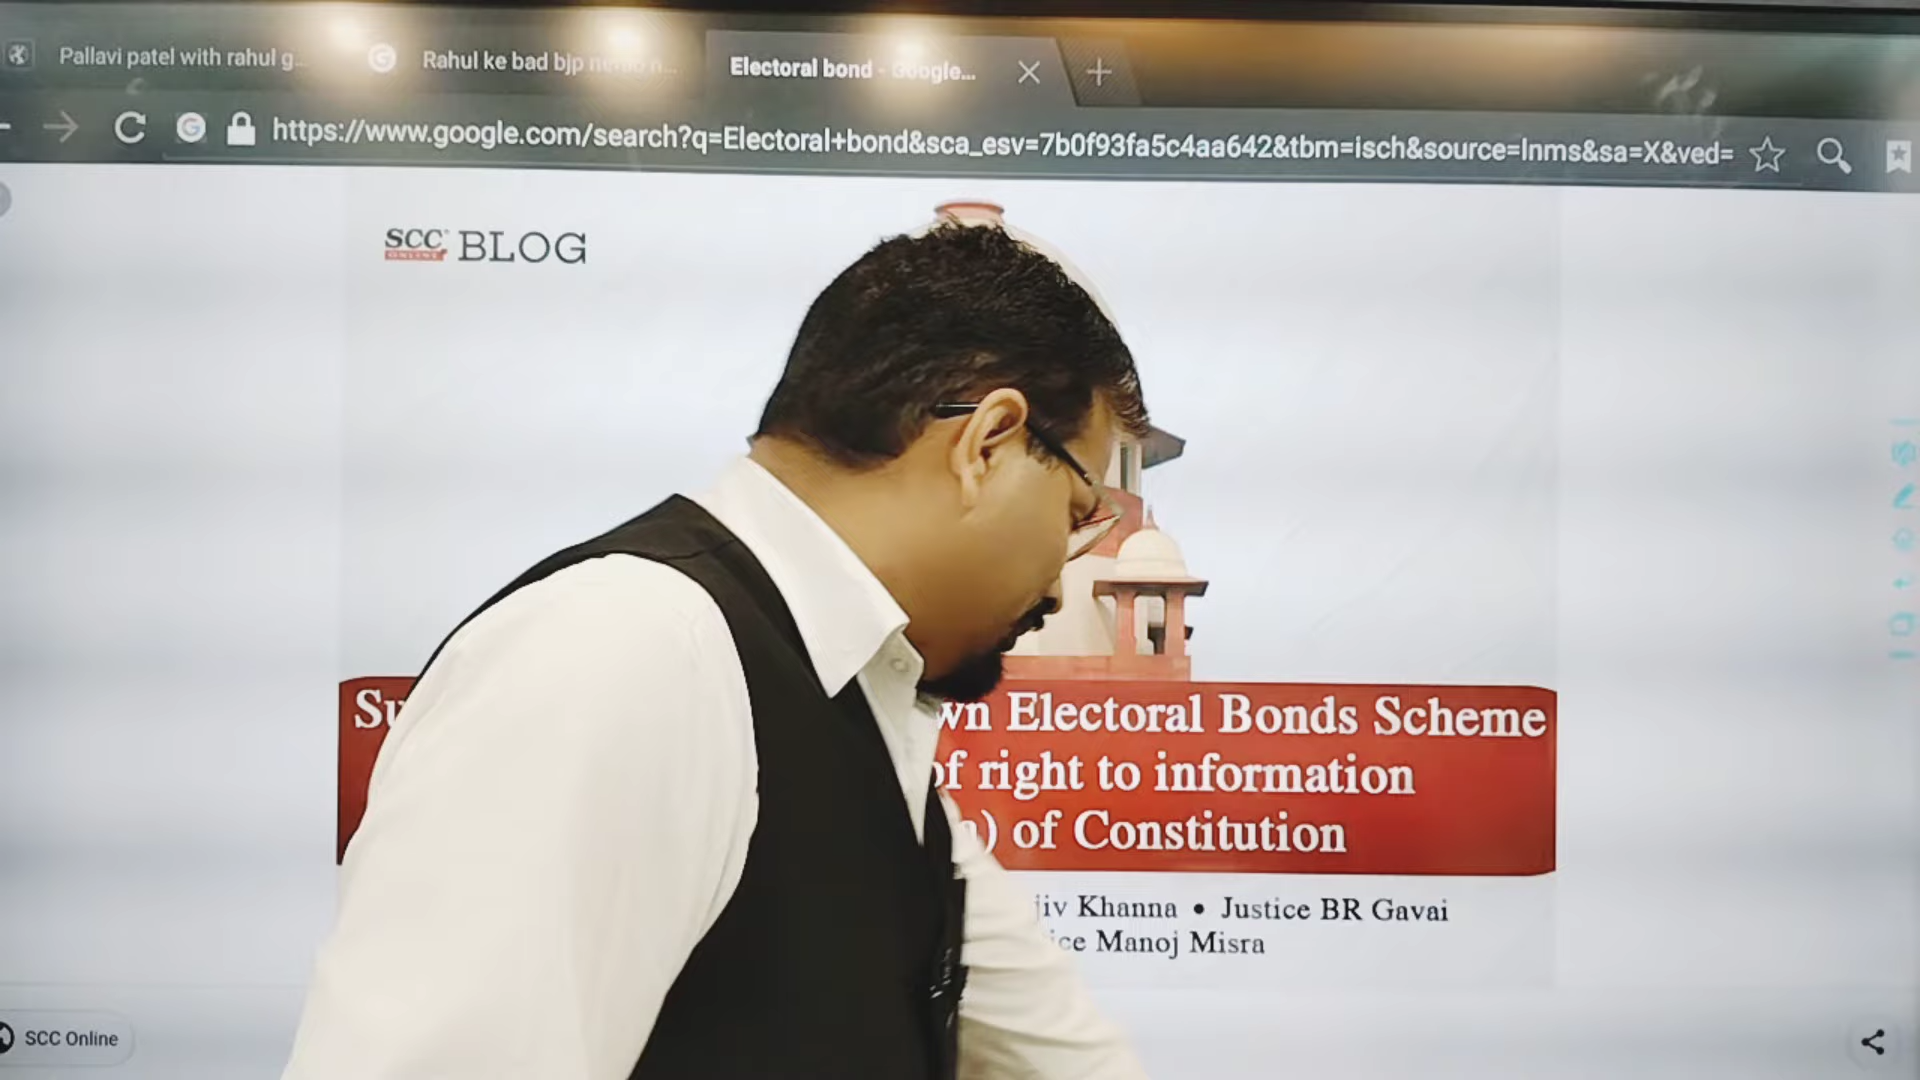 Pallavi patel with rahul g...
Rahul ke bad bjp
Electoral bond - Google...
https://www.google.com/search?q=Electoral+bond&sca_esv=7b0f93fa5c4aa642&tbm=isch&source=lnms&sa=X&ved=
SCC ONLINE BLOG
Su wn Electoral Bonds Scheme
of right to information
) of Constitution
jiv Khanna • Justice BR Gavai
ice Manoj Misra
SCC Online